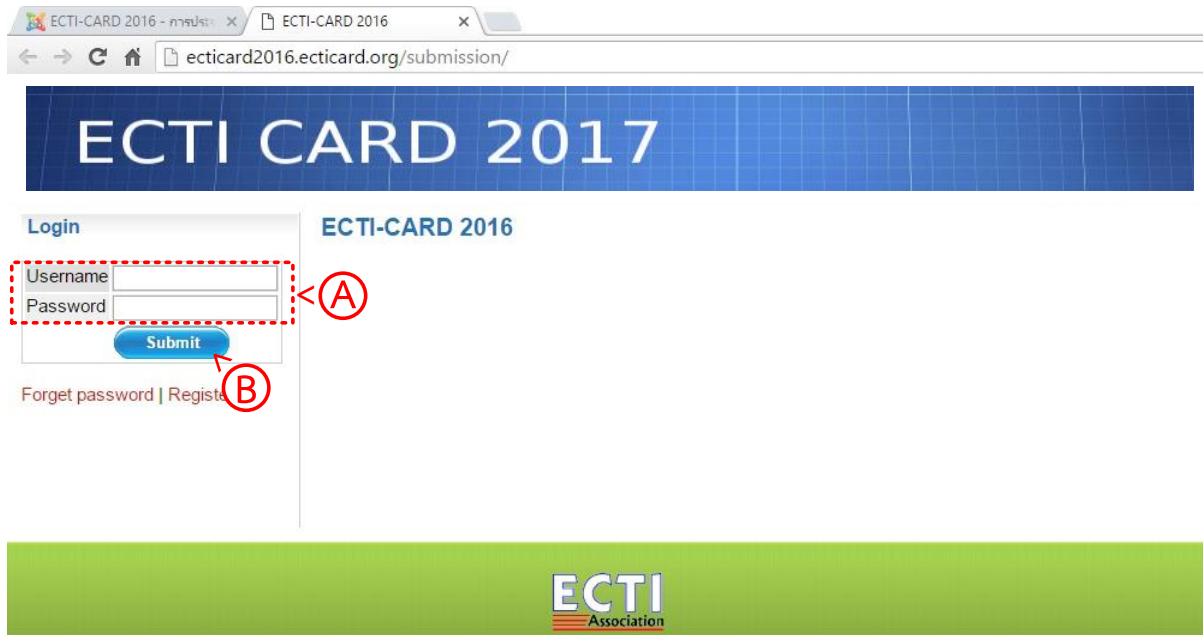 ECTI-CARD 2016 - การประ
ECTI-CARD 2016
ecticard2016.ecticard.org/submission/
ECTI CARD 2017
Login
ECTI-CARD 2016
Username
Password
A
Submit
B
Forget password | Registe
ECTI
Association